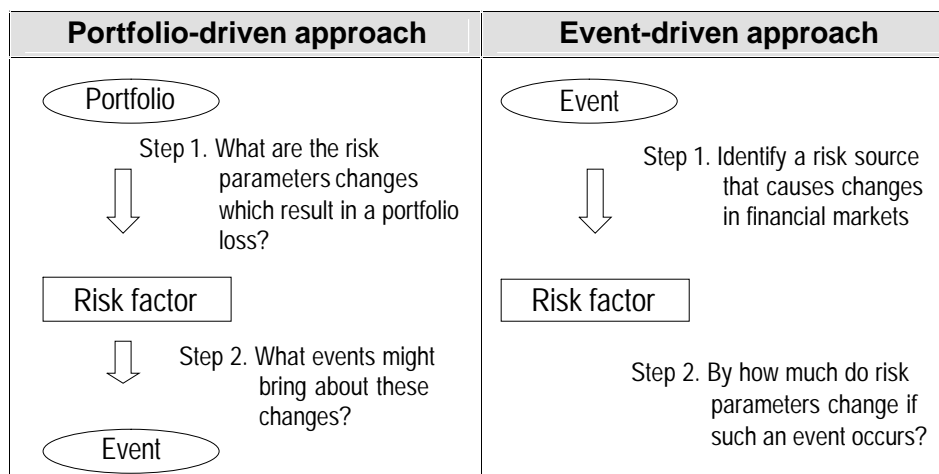 Portfolio-driven approach
Portfolio
Step 1. What are the risk
parameters changes
which result in a portfolio
loss?
Risk factor
Step 2. What events might
bring about these
changes?
Event
Event-driven approach
Event
Step 1. Identify a risk source
that causes changes
in financial markets
Risk factor
Step 2. By how much do risk
parameters change if
such an event occurs?